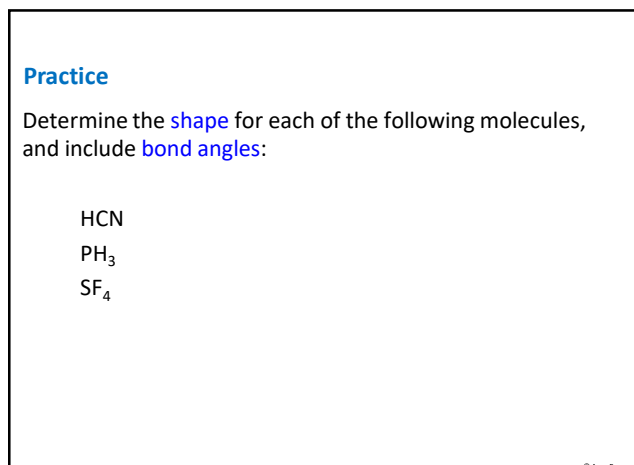 Practice
Determine the shape for each of the following molecules,
and include bond angles:
HCN
PH₃
SF₄